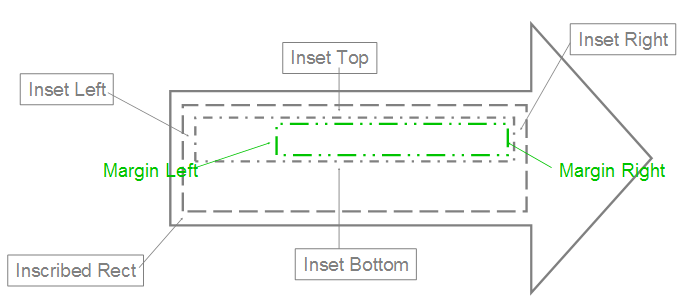 Inset Right
Inset Top
Inset Left
Margin Left
Margin Right
Inset Bottom
Inscribed Rect